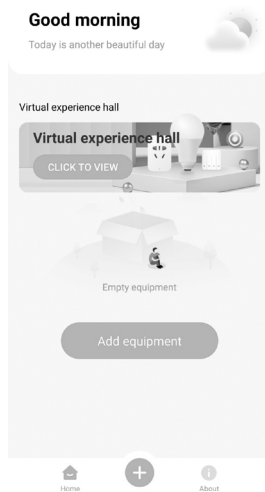 Good morning
Today is another beautiful day
Virtual experience hall
Virtual experience hall
CLICK TO VIEW
Empty equipment
Add equipment
Home
About